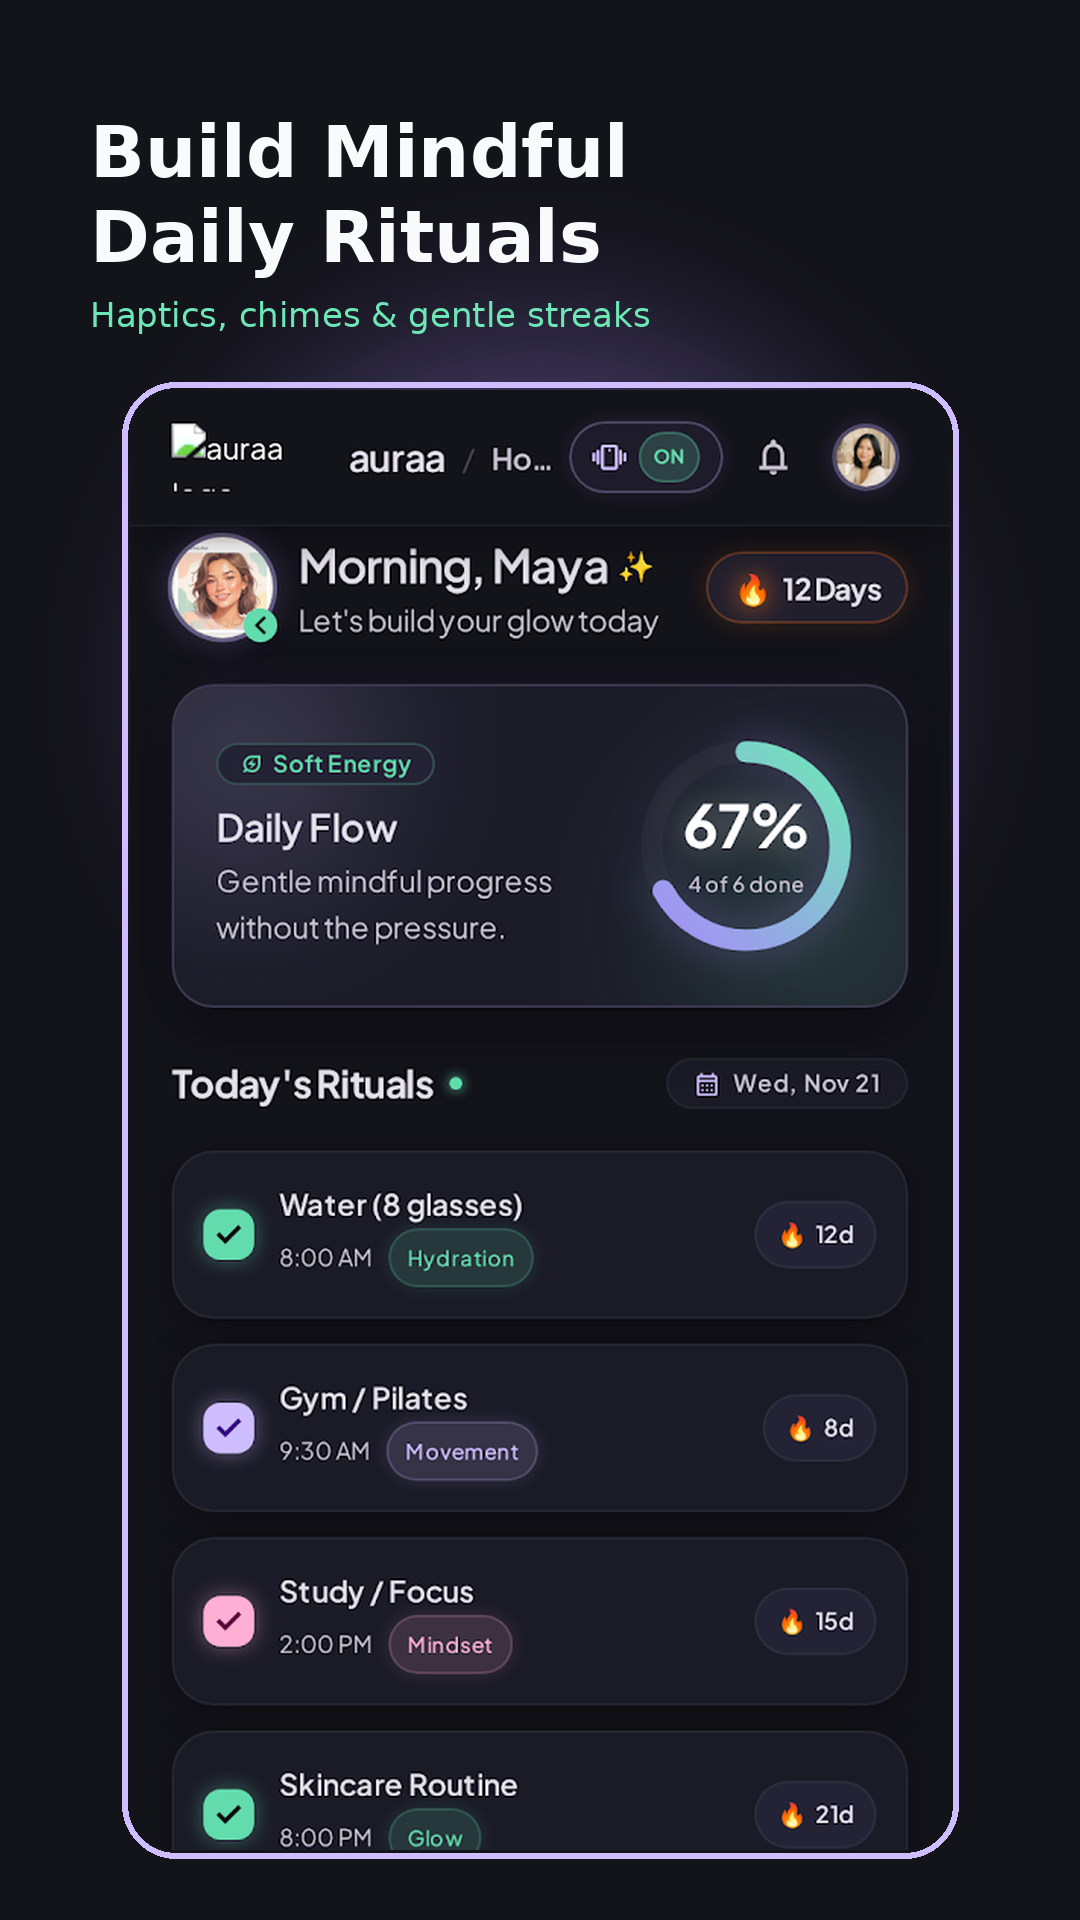 Build Mindful
Daily Rituals
Haptics, chimes & gentle streaks
auraa
auraa / Ho... ON
Morning, Maya ✨
Let's build your glow today
🔥 12 Days
Soft Energy
Daily Flow
Gentle mindful progress
without the pressure.
67%
4 of 6 done
Today's Rituals
Wed, Nov 21
Water (8 glasses)
8:00 AM Hydration
🔥 12d
Gym / Pilates
9:30 AM Movement
🔥 8d
Study / Focus
2:00 PM Mindset
🔥 15d
Skincare Routine
8:00 PM Glow
🔥 21d